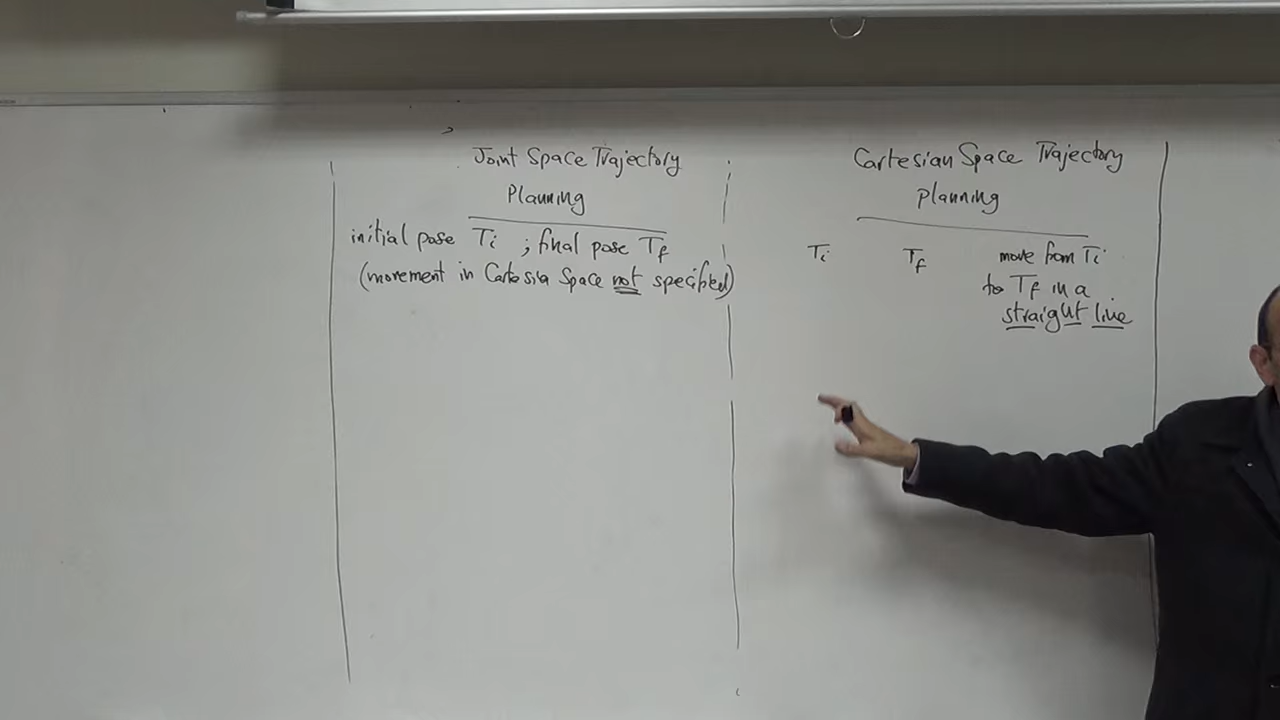 Joint Space Trajectory
Planning
initial pose Ti ; final pose Tf
(movement in Cartesia Space not specified)
Cartesian Space Trajectory
planning
Ti Tf move from Ti
to Tf in a
straight line